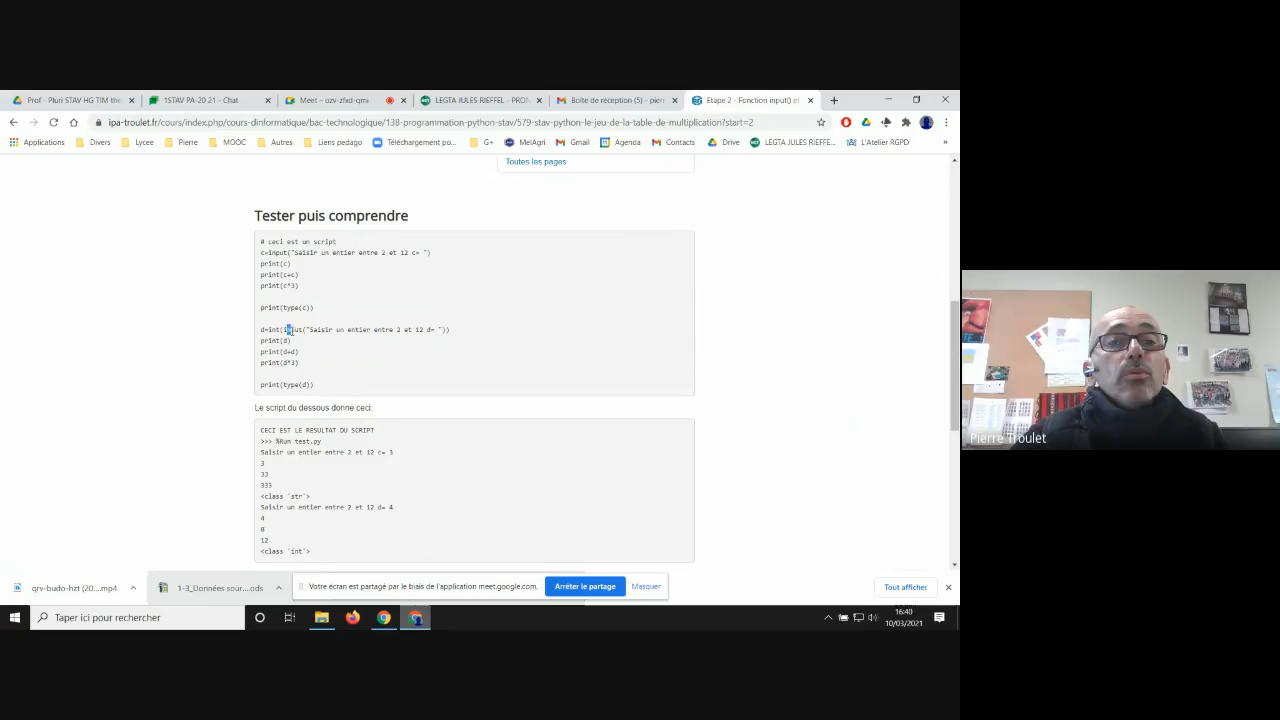 Prof - Pluri STAV HG TIM the
1STAV PA-20 21 - Chat
Meet – ozv-zfxd-qmi
LEGTA JULES RIEFFEL - PRON
Boîte de réception (5) - pierr
Etape 2 - Fonction input() et
ipa-troulet.fr/cours/index.php/cours-dinformatique/bac-technologique/138-programmation-python-stav/579-stav-python-le-jeu-de-la-table-de-multiplication?start=2
Applications
Divers
Lycee
Pierre
MOOC
Autres
Liens pedago
Téléchargement po...
G+
MelAgri
Gmail
Agenda
Contacts
Drive
LEGTA JULES RIEFFE...
L'Atelier RGPD
»
Toutes les pages
Tester puis comprendre
# ceci est un script
c=input("Saisir un entier entre 2 et 12 c= ")
print(c)
print(c+c)
print(c*3)
print(type(c))
d=int(input("Saisir un entier entre 2 et 12 d= "))
print(d)
print(d+d)
print(d*3)
print(type(d))
Le script du dessous donne ceci:
CECI EST LE RESULTAT DU SCRIPT
>>> %Run test.py
Saisir un entier entre 2 et 12 c= 3
3
33
333
<class 'str'>
Saisir un entier entre 2 et 12 d= 4
4
8
12
<class 'int'>
Pierre Troulet
qrv-budo-hzt (20....mp4
1-3_Données sour....ods
Votre écran est partagé par le biais de l'application meet.google.com.
Arrêter le partage
Masquer
Tout afficher
Taper ici pour rechercher
16:40
10/03/2021